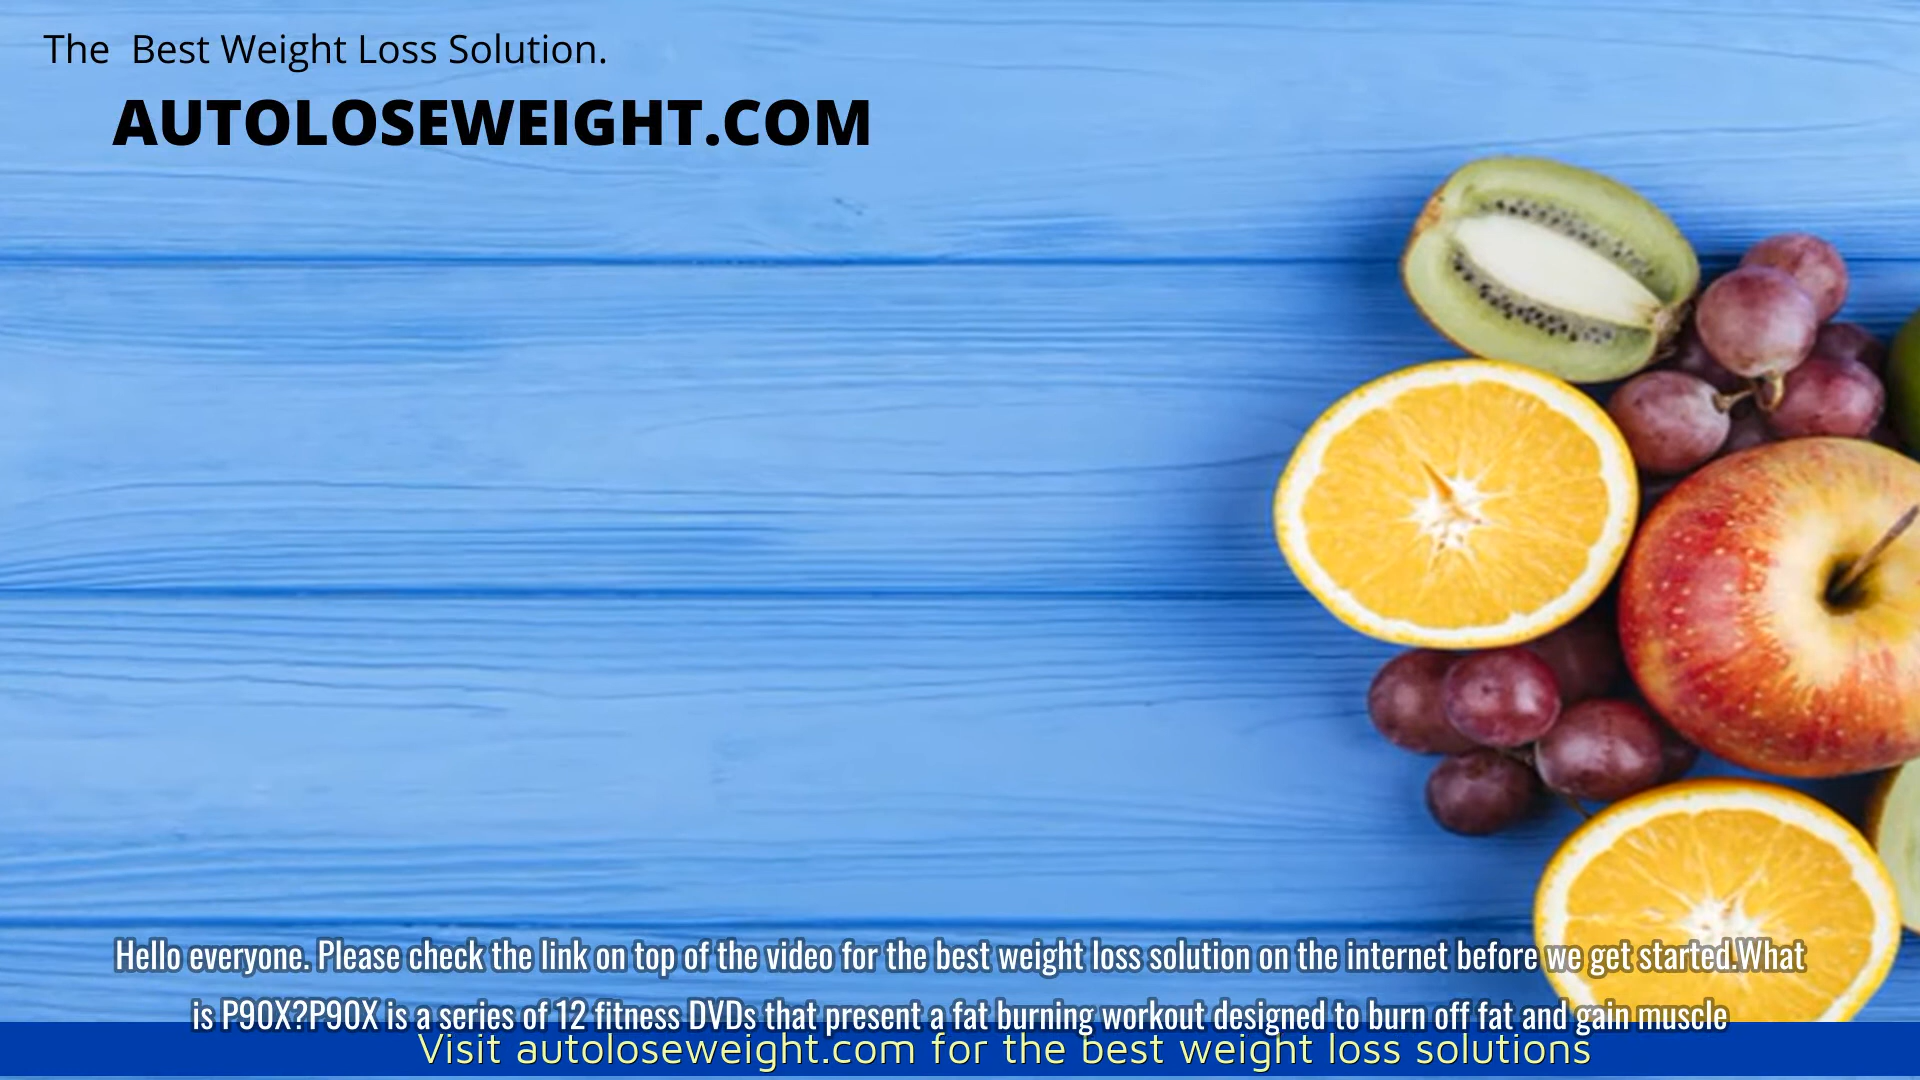 The  Best Weight Loss Solution.
AUTOLOSEWEIGHT.COM
Hello everyone. Please check the link on top of the video for the best weight loss solution on the internet before we get started.What
is P90X?P90X is a series of 12 fitness DVDs that present a fat burning workout designed to burn off fat and gain muscle
Visit autoloseweight.com for the best weight loss solutions